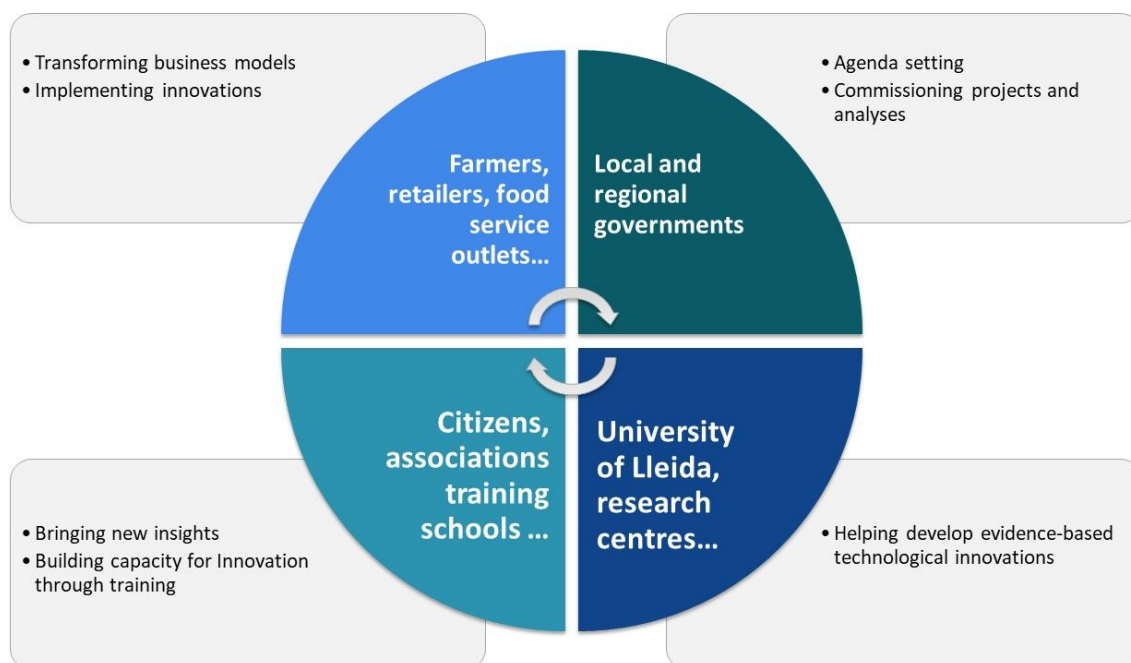 • Transforming business models
• Implementing innovations
• Agenda setting
• Commissioning projects and
analyses
Farmers,
retailers, food
service
outlets...
Local and
regional
governments
Citizens,
associations
training
schools ...
University
of Lleida,
research
centres...
• Bringing new insights
• Building capacity for Innovation
through training
• Helping develop evidence-based
technological innovations